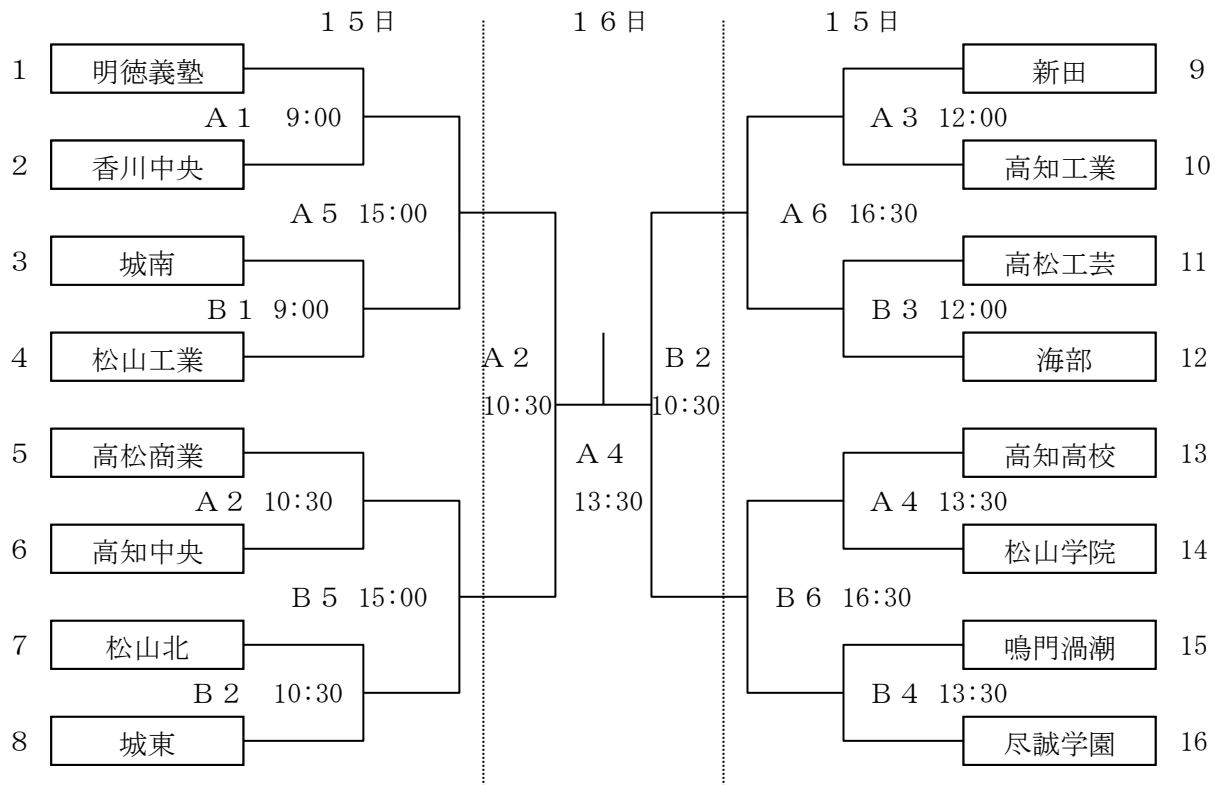 １５日 １６日 １５日
1 明徳義塾 新田 9
A１ 9:00 A３ 12:00
2 香川中央 高知工業 10
A５ 15:00 A６ 16:30
3 城南 高松工芸 11
B１ 9:00 B３ 12:00
4 松山工業 A２ B２ 海部 12
10:30 10:30
5 高松商業 A４ 高知高校 13
A２ 10:30 13:30 A４ 13:30
6 高知中央 松山学院 14
B５ 15:00 B６ 16:30
7 松山北 鳴門渦潮 15
B２ 10:30 B４ 13:30
8 城東 尽誠学園 16